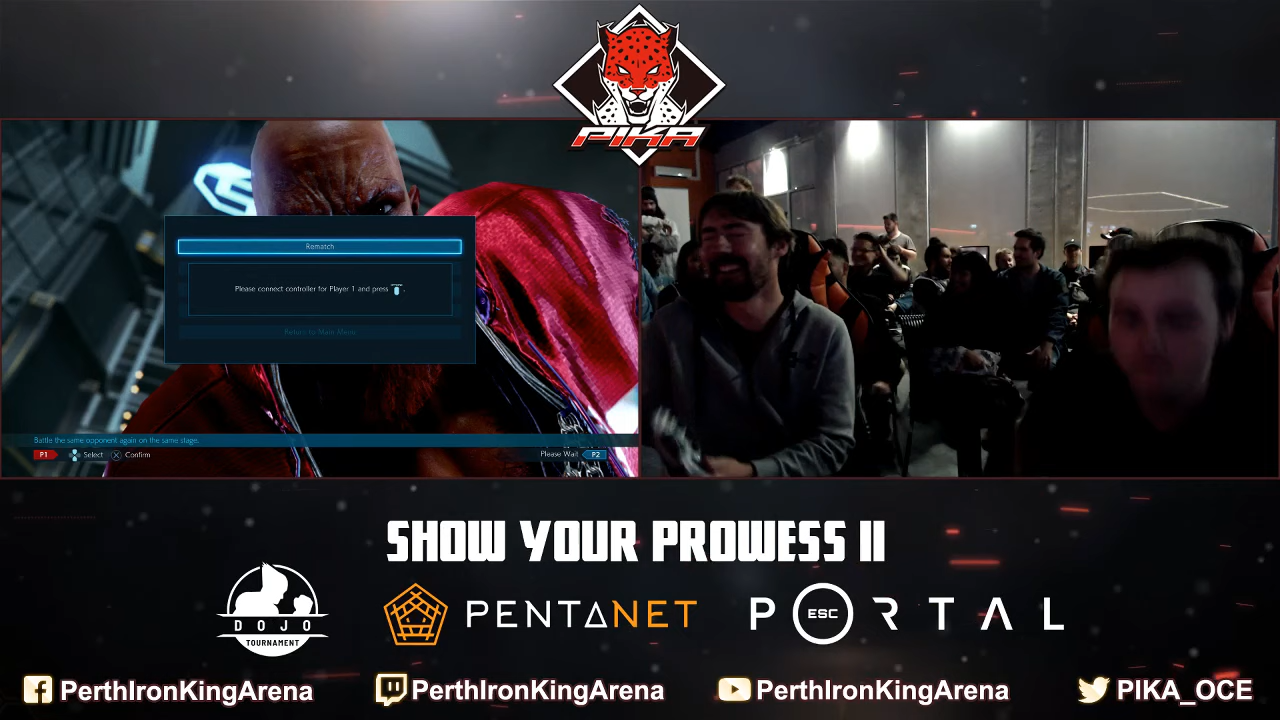 PIKA
Rematch
Please connect controller for Player 1 and press
Return to Main Menu
Battle the same opponent again on the same stage.
P1 Select Confirm
Please Wait P2
SHOW YOUR PROWESS II
DOJO
TOURNAMENT
PENTANET
PORTAL
ESC
PerthIronKingArena
PerthIronKingArena
PerthIronKingArena
PIKA_OCE